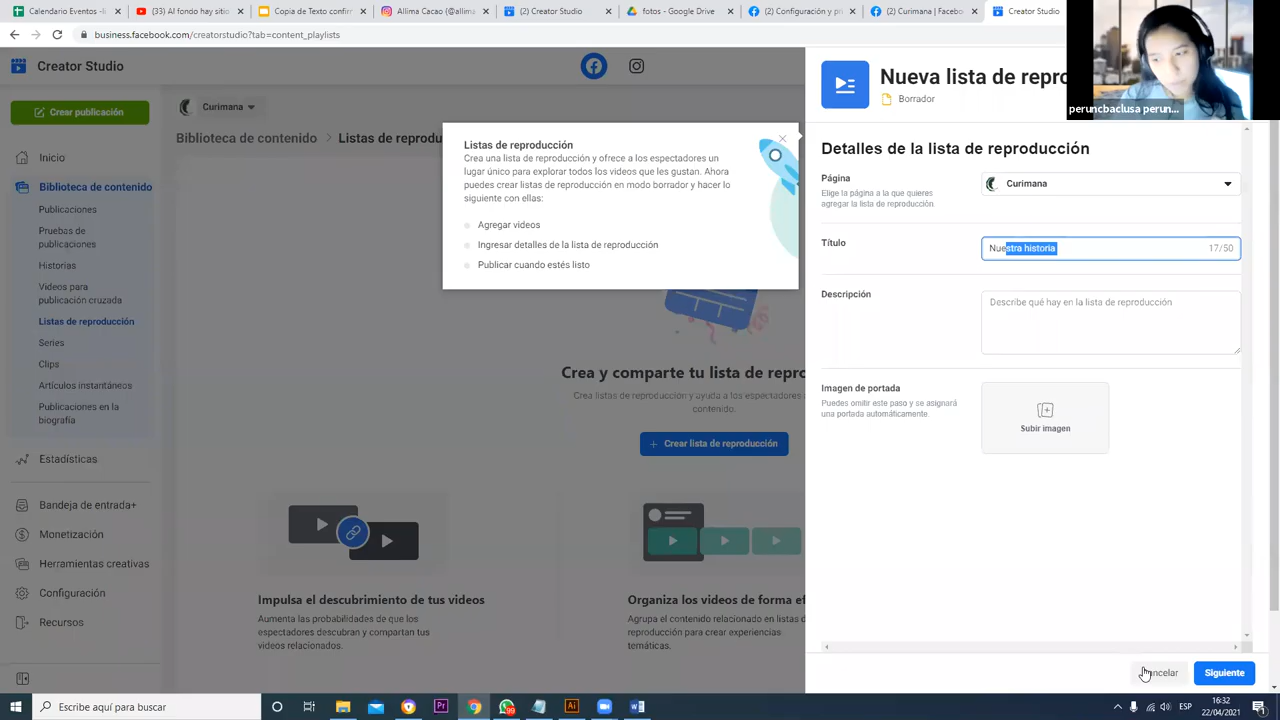 Calendario Eventos - l
(33) Al fondo hay sitio
Copia de Texto confirm
Allima Cacao (@allima
(2) Creator Studio
fotos - Google Drive
(2) Configuración y pri
(2) Curimana | Facebook
Creator Studio
business.facebook.com/creatorstudio?tab=content_playlists
Creator Studio
Crear publicación
Curimana
Biblioteca de contenido > Listas de reprodu
Inicio
Biblioteca de contenido
Publicaciones
Pruebas de
publicaciones
Historias
Videos para
publicación cruzada
Listas de reproducción
Series
Clips
Artículos instantáneos
Publicaciones en la
biografía
Estadísticas
Bandeja de entrada+
Monetización
Herramientas creativas
Configuración
Recursos
Listas de reproducción
Crea una lista de reproducción y ofrece a los espectadores un
lugar único para explorar todos los videos que les gustan. Ahora
puedes crear listas de reproducción en modo borrador y hacer lo
siguiente con ellas:
Agregar videos
Ingresar detalles de la lista de reproducción
Publicar cuando estés listo
Crea y comparte tu lista de repro
Crea listas de reproducción y ayuda a los espectadores a
contenido.
+ Crear lista de reproducción
Impulsa el descubrimiento de tus videos
Aumenta las probabilidades de que los
espectadores descubran y compartan tus
videos relacionados.
Organiza los videos de forma ef
Agrupa el contenido relacionado en listas de
reproducción para crear experiencias
temáticas.
Nueva lista de repro
Borrador
peruncbaclusa perun...
Detalles de la lista de reproducción
Página
Elige la página a la que quieres
agregar la lista de reproducción.
Curimana
Título
Nuestra historia
17/50
Descripción
Describe qué hay en la lista de reproducción
Imagen de portada
Puedes omitir este paso y se asignará
una portada automáticamente.
Subir imagen
Cancelar
Siguiente
Escribe aquí para buscar
99
ESP
16:32
22/04/2021